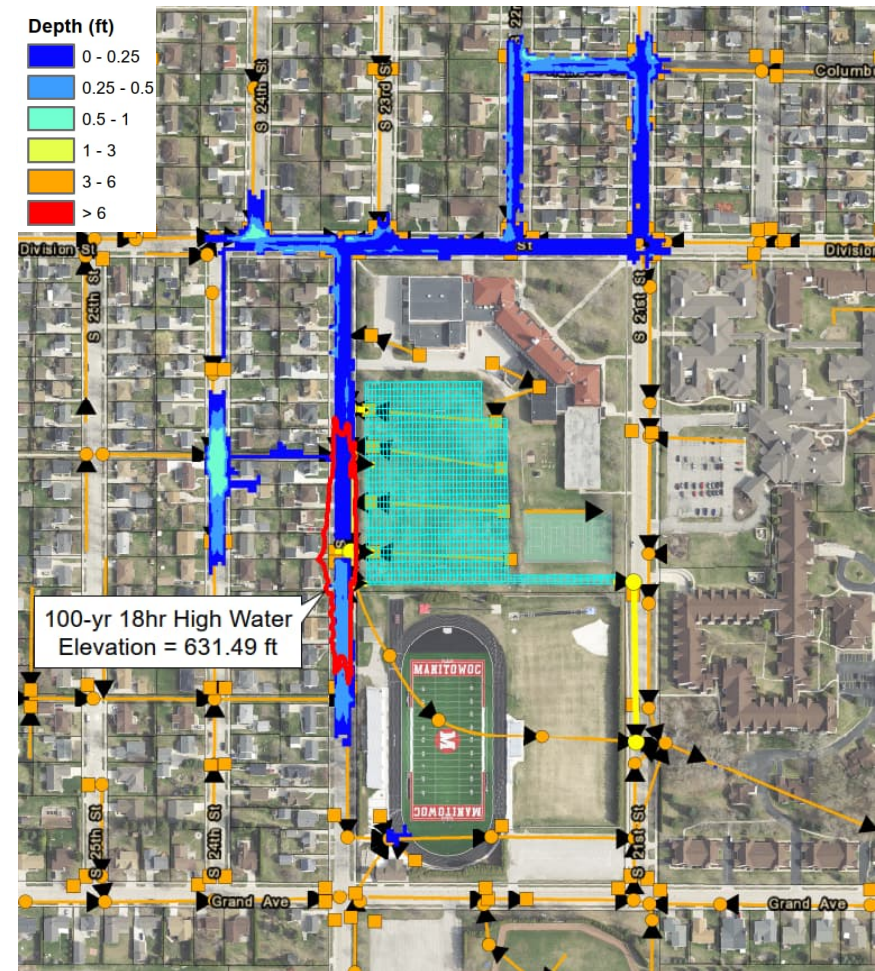 Depth (ft)
0 - 0.25
0.25 - 0.5
0.5 - 1
1 - 3
3 - 6
> 6
S 24th St
S 23rd St
Division St
St
S 25th St
S 21st St
100-yr 18hr High Water
Elevation = 631.49 ft
MANITOWOC
M
MANITOWOC
S 25th St
S 24th St
S 21st St
Grand Ave
Grand Ave